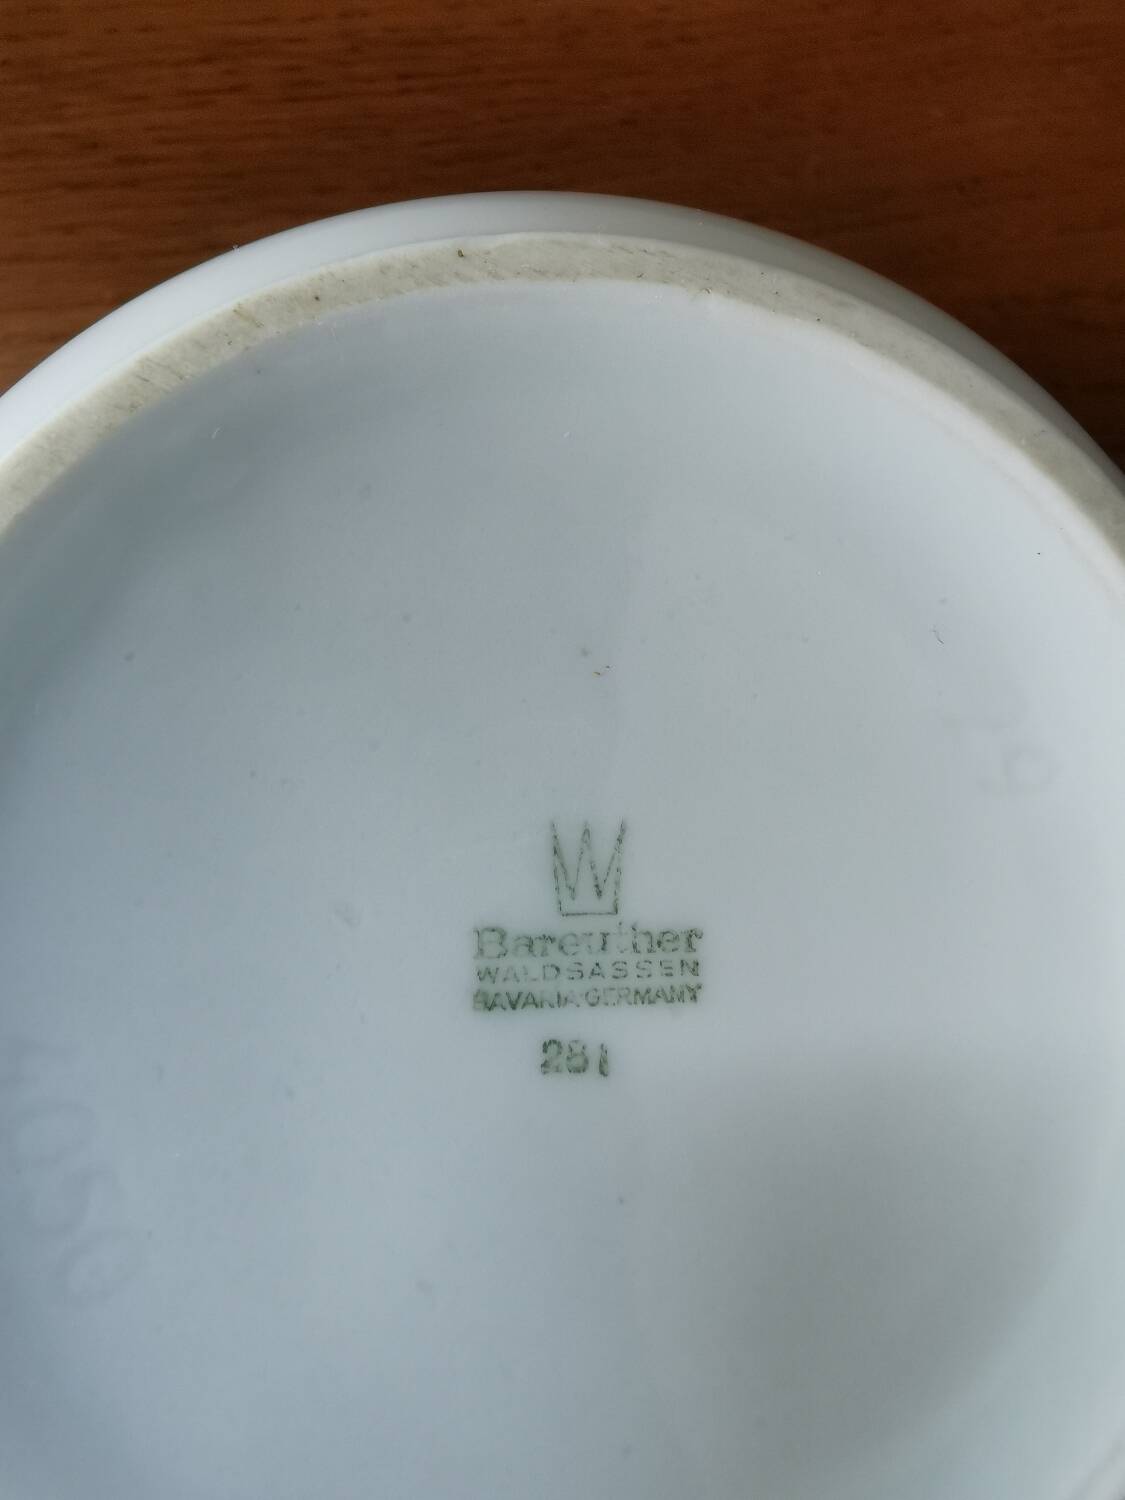 W
Bareuther
WALDSASSEN
BAVARIA·GERMANY
281